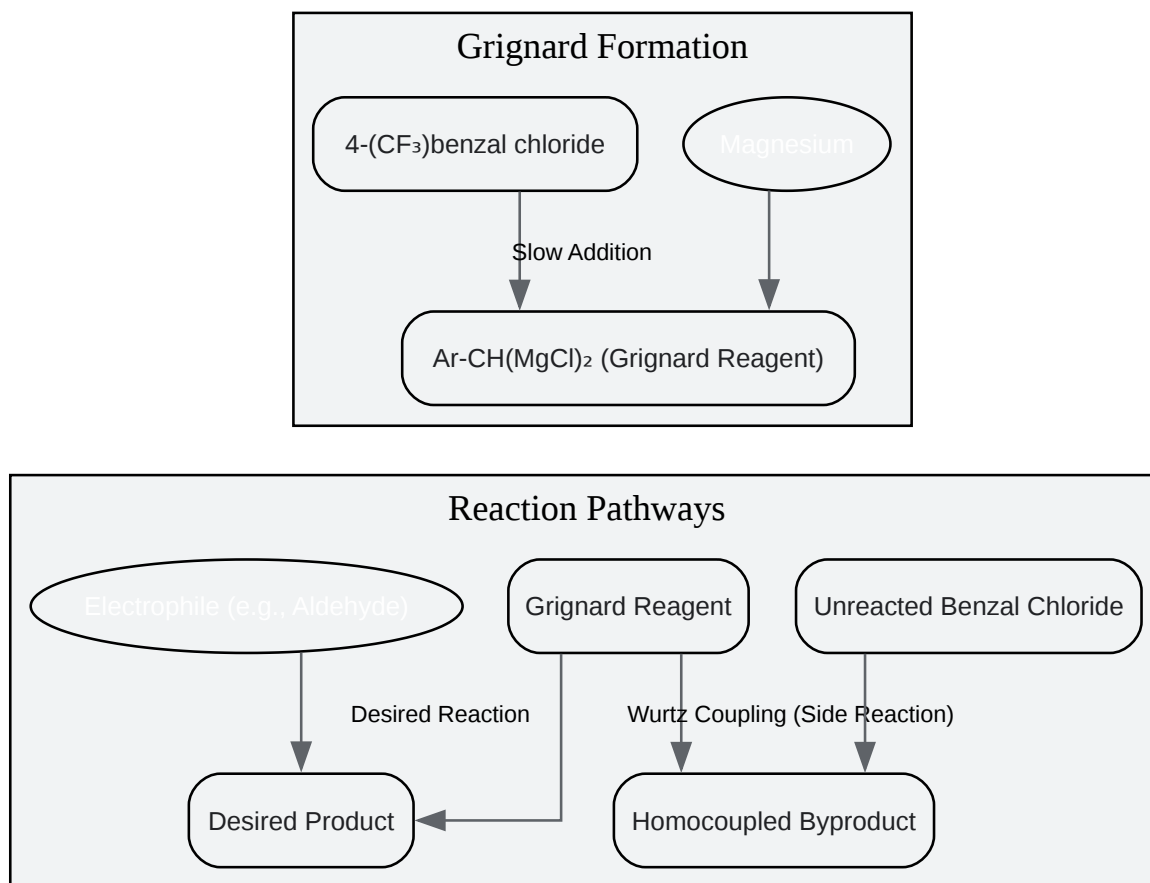 Grignard Formation
4-(CF₃)benzal chloride
Magnesium
Slow Addition
Ar-CH(MgCl)₂ (Grignard Reagent)
Reaction Pathways
Electrophile (e.g., Aldehyde)
Grignard Reagent
Unreacted Benzal Chloride
Desired Reaction
Wurtz Coupling (Side Reaction)
Desired Product
Homocoupled Byproduct